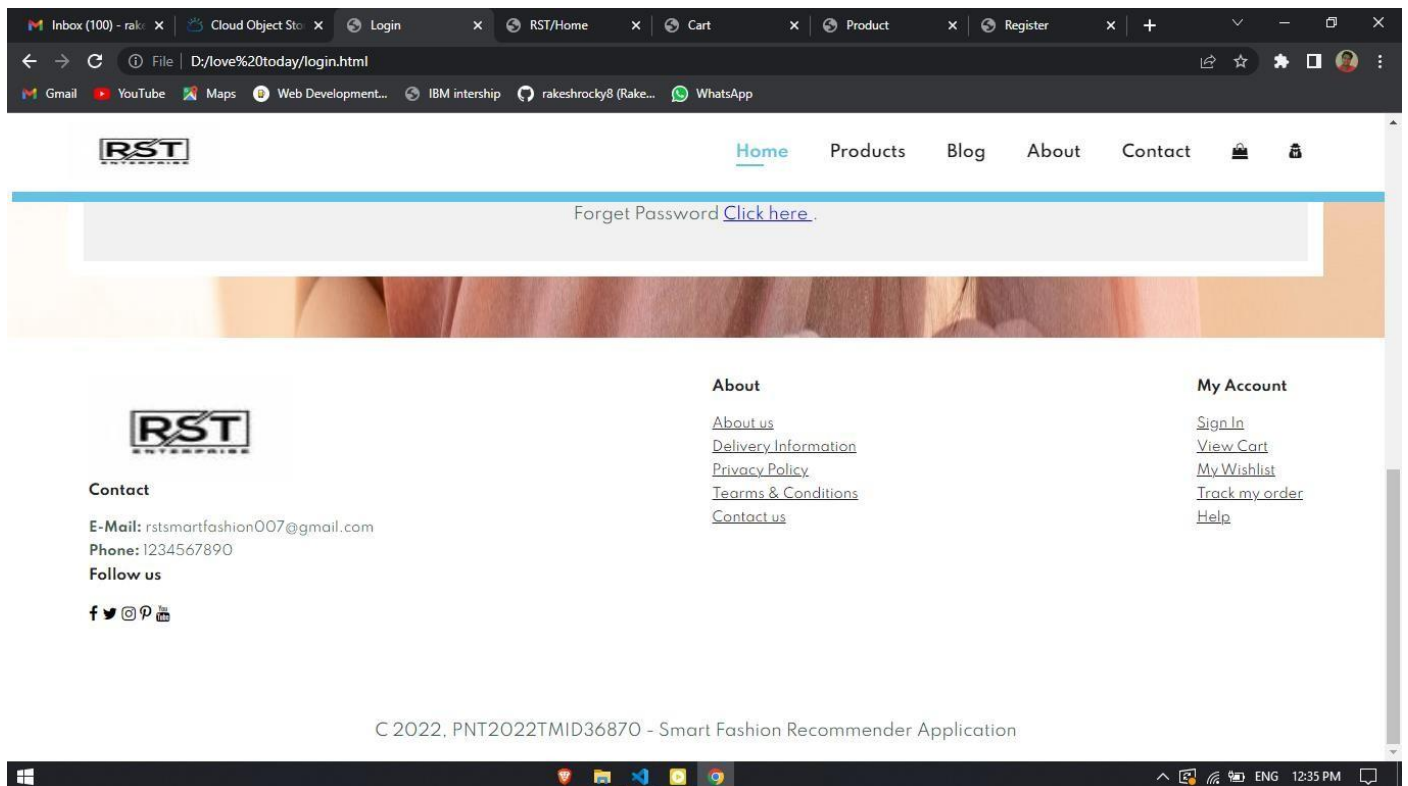 Inbox (100) - rake
Cloud Object Sto
Login
RST/Home
Cart
Product
Register
File
D:/love%20today/login.html
Gmail
YouTube
Maps
Web Development...
IBM intership
rakeshrocky8 (Rake...
WhatsApp
RST
ENTERPRISE
Home
Products
Blog
About
Contact
Forget Password Click here .
RST
ENTERPRISE
Contact
E-Mail: rstsmartfashion007@gmail.com
Phone: 1234567890
Follow us
About
About us
Delivery Information
Privacy Policy
Tearms & Conditions
Contact us
My Account
Sign In
View Cart
My Wishlist
Track my order
Help
C 2022, PNT2022TMID36870 - Smart Fashion Recommender Application
ENG 12:35 PM